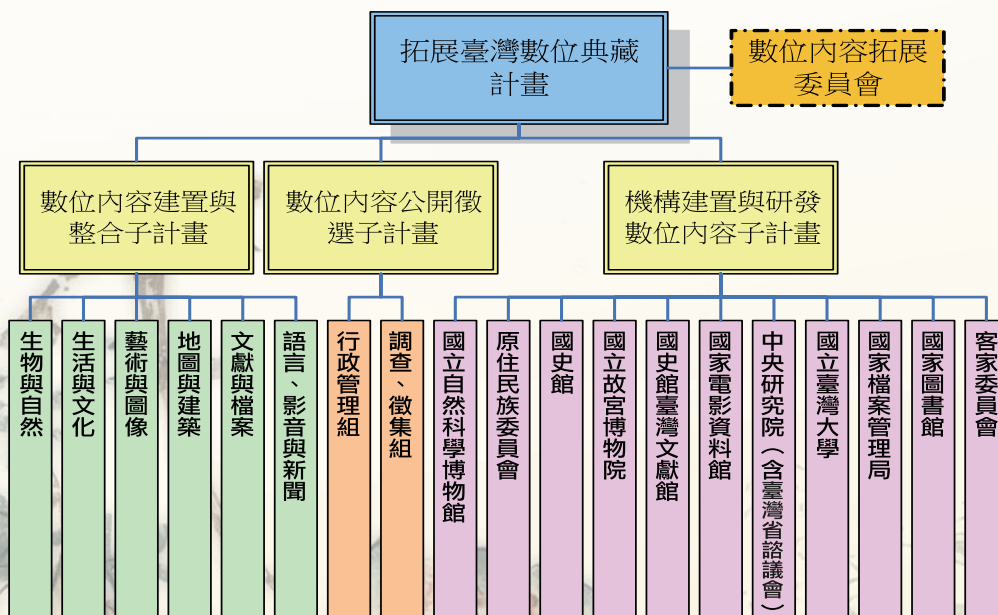 拓展臺灣數位典藏
計畫
數位內容拓展
委員會
數位內容建置與
整合子計畫
數位內容公開徵
選子計畫
機構建置與研發
數位內容子計畫
生物與自然
生活與文化
藝術與圖像
地圖與建築
文獻與檔案
語言、影音與新聞
行政管理組
調查、徵集組
國立自然科學博物館
原住民族委員會
國史館
國立故宮博物院
國史館臺灣文獻館
國家電影資料館
中央研究院（含臺灣省諮議會）
國立臺灣大學
國家檔案管理局
國家圖書館
客家委員會